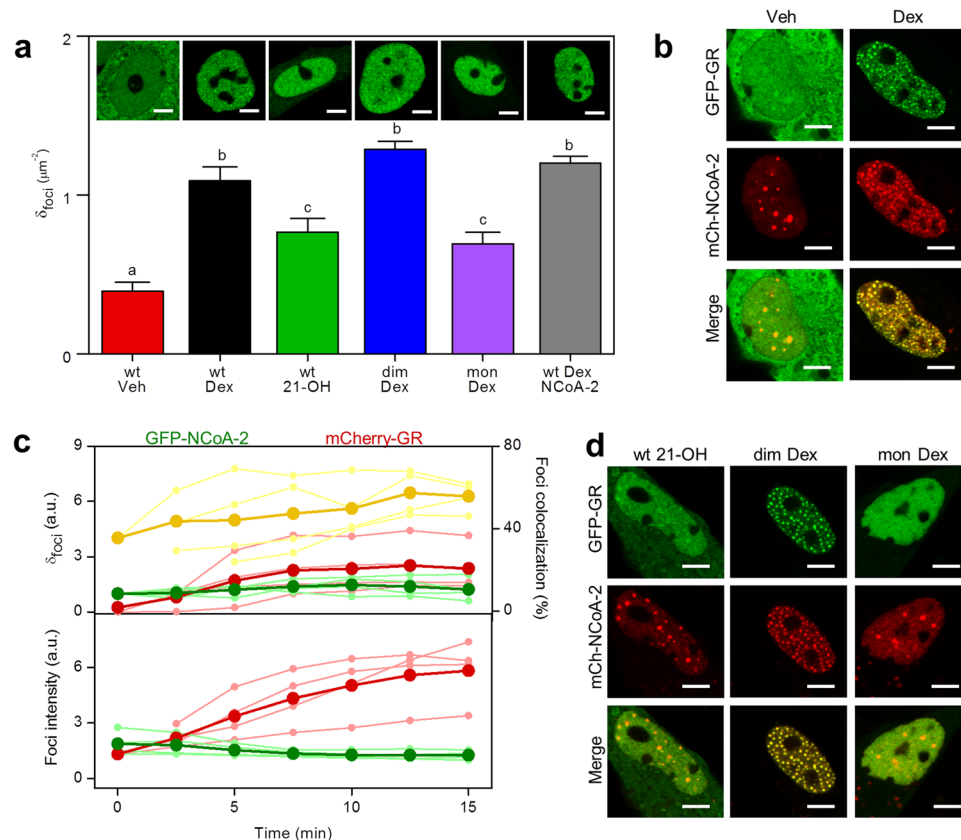 a
2
1
0
δfoci (μm⁻²)
a
b
c
b
c
b
wt
Veh
wt
Dex
wt
21-OH
dim
Dex
mon
Dex
wt Dex
NCoA-2
b
Veh
Dex
GFP-GR
mCh-NCoA-2
Merge
c
GFP-NCoA-2
mCherry-GR
9
6
3
0
δfoci (a.u.)
80
40
0
Foci colocalization (%)
6
3
0
Foci intensity (a.u.)
0
5
10
15
Time (min)
d
wt 21-OH
dim Dex
mon Dex
GFP-GR
mCh-NCoA-2
Merge